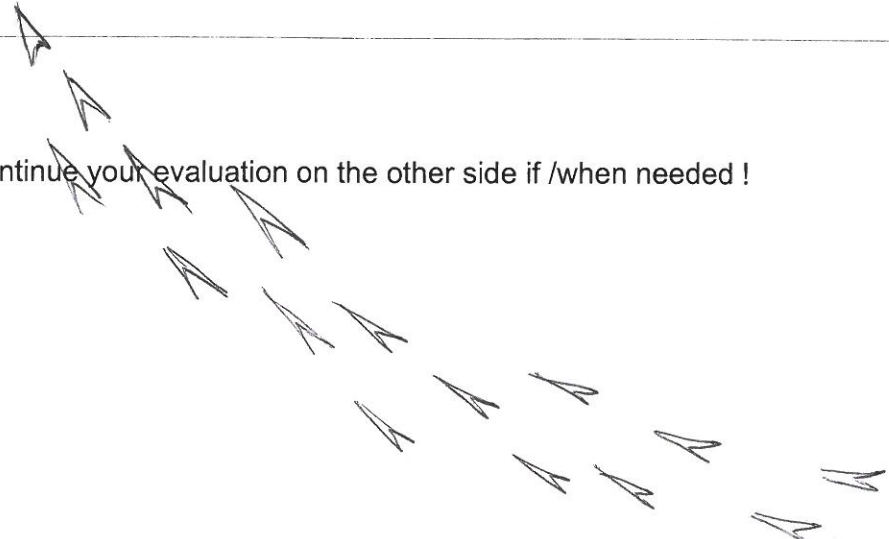 ntinue your evaluation on the other side if /when needed !